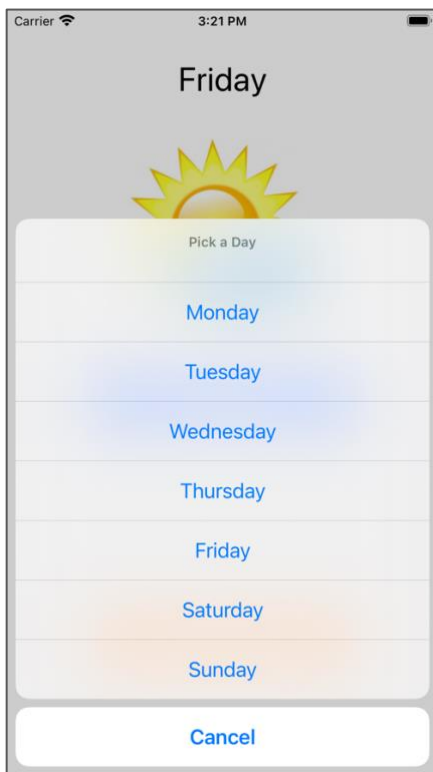 Carrier 3:21 PM
Friday
Pick a Day
Monday
Tuesday
Wednesday
Thursday
Friday
Saturday
Sunday
Cancel